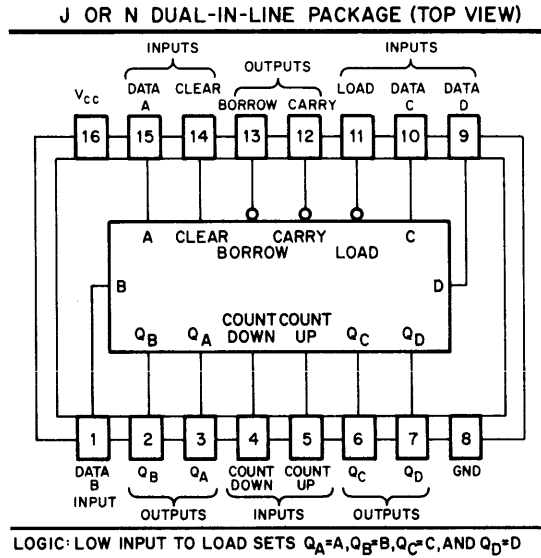 J OR N DUAL-IN-LINE PACKAGE (TOP VIEW)
INPUTS OUTPUTS INPUTS
VCC DATA A CLEAR BORROW CARRY LOAD DATA C DATA D
16 15 14 13 12 11 10 9
A CLEAR BORROW CARRY LOAD C
B D
QB QA COUNT DOWN COUNT UP QC QD
1 2 3 4 5 6 7 8
DATA B INPUT QB QA COUNT DOWN COUNT UP QC QD GND
OUTPUTS INPUTS OUTPUTS
LOGIC: LOW INPUT TO LOAD SETS QA=A, QB=B, QC=C, AND QD=D